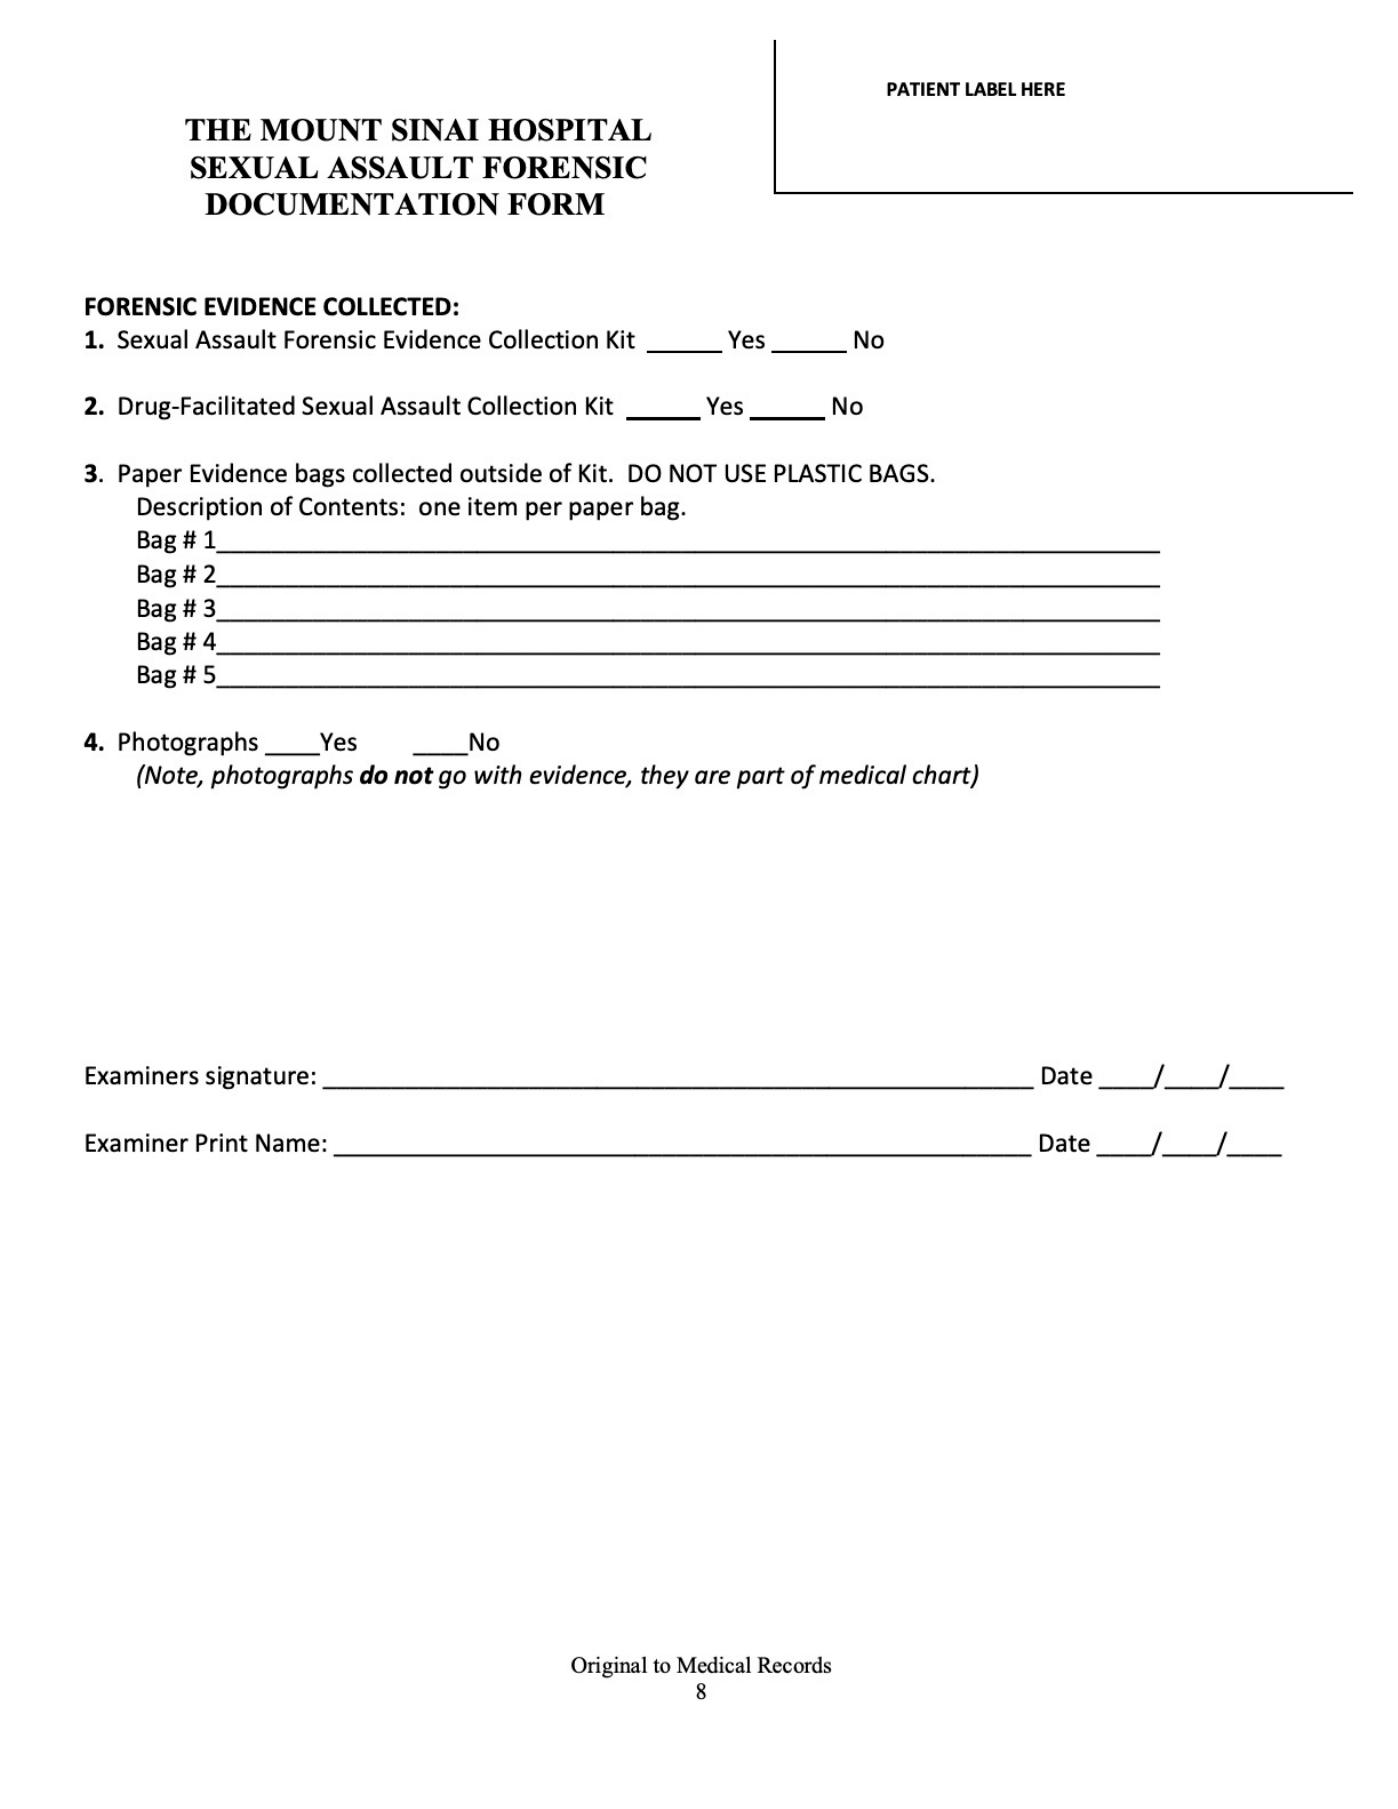 PATIENT LABEL HERE
THE MOUNT SINAI HOSPITAL
SEXUAL ASSAULT FORENSIC
DOCUMENTATION FORM
FORENSIC EVIDENCE COLLECTED:
1. Sexual Assault Forensic Evidence Collection Kit ______ Yes ______ No
2. Drug-Facilitated Sexual Assault Collection Kit ______ Yes ______ No
3. Paper Evidence bags collected outside of Kit. DO NOT USE PLASTIC BAGS.
Description of Contents: one item per paper bag.
Bag # 1______________________________
Bag # 2______________________________
Bag # 3______________________________
Bag # 4______________________________
Bag # 5______________________________
4. Photographs ____Yes ____No
(Note, photographs do not go with evidence, they are part of medical chart)
Examiners signature: ______________________________ Date ____/____/____
Examiner Print Name: ______________________________ Date ____/____/____
Original to Medical Records
8